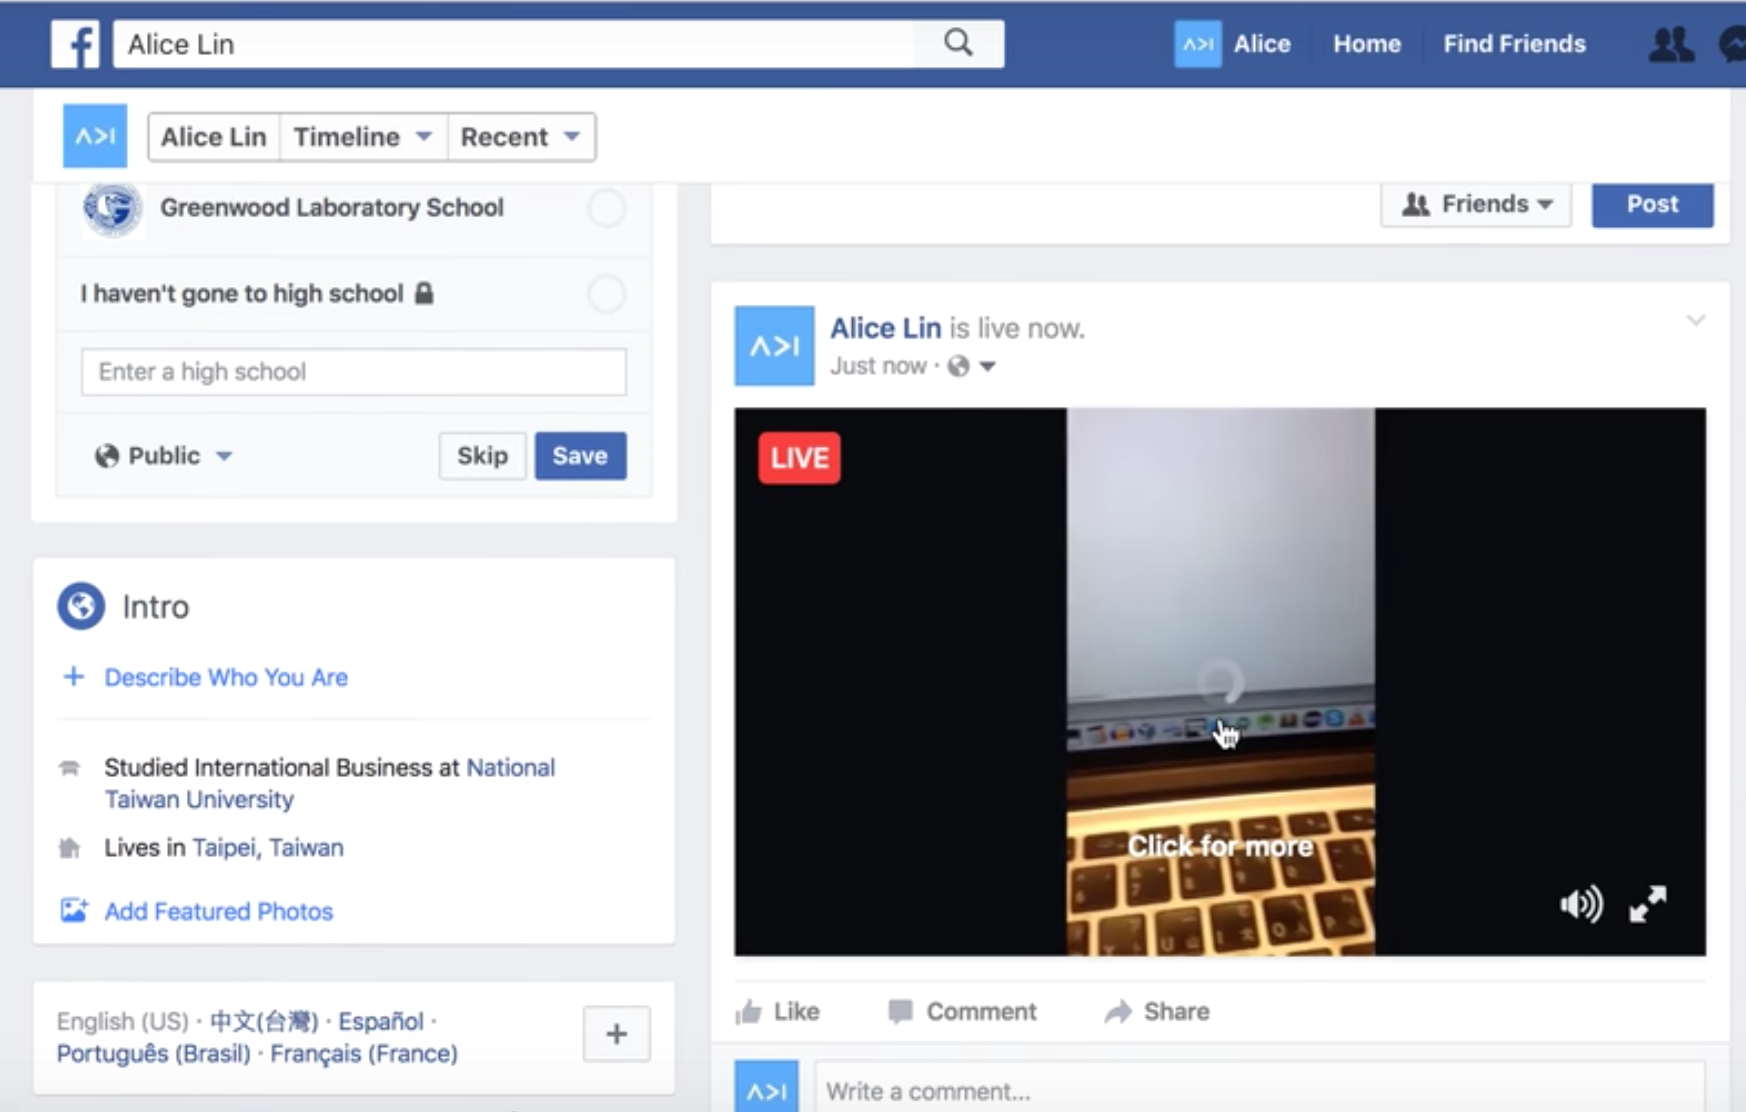 Alice Lin
Alice
Home
Find Friends
Alice Lin
Timeline
Recent
Greenwood Laboratory School
I haven't gone to high school
Enter a high school
Public
Skip
Save
Intro
Describe Who You Are
Studied International Business at National
Taiwan University
Lives in Taipei, Taiwan
Add Featured Photos
English (US) · 中文(台灣) · Español ·
Português (Brasil) · Français (France)
Friends
Post
Alice Lin is live now.
Just now ·
LIVE
Click for more
Like
Comment
Share
Write a comment...